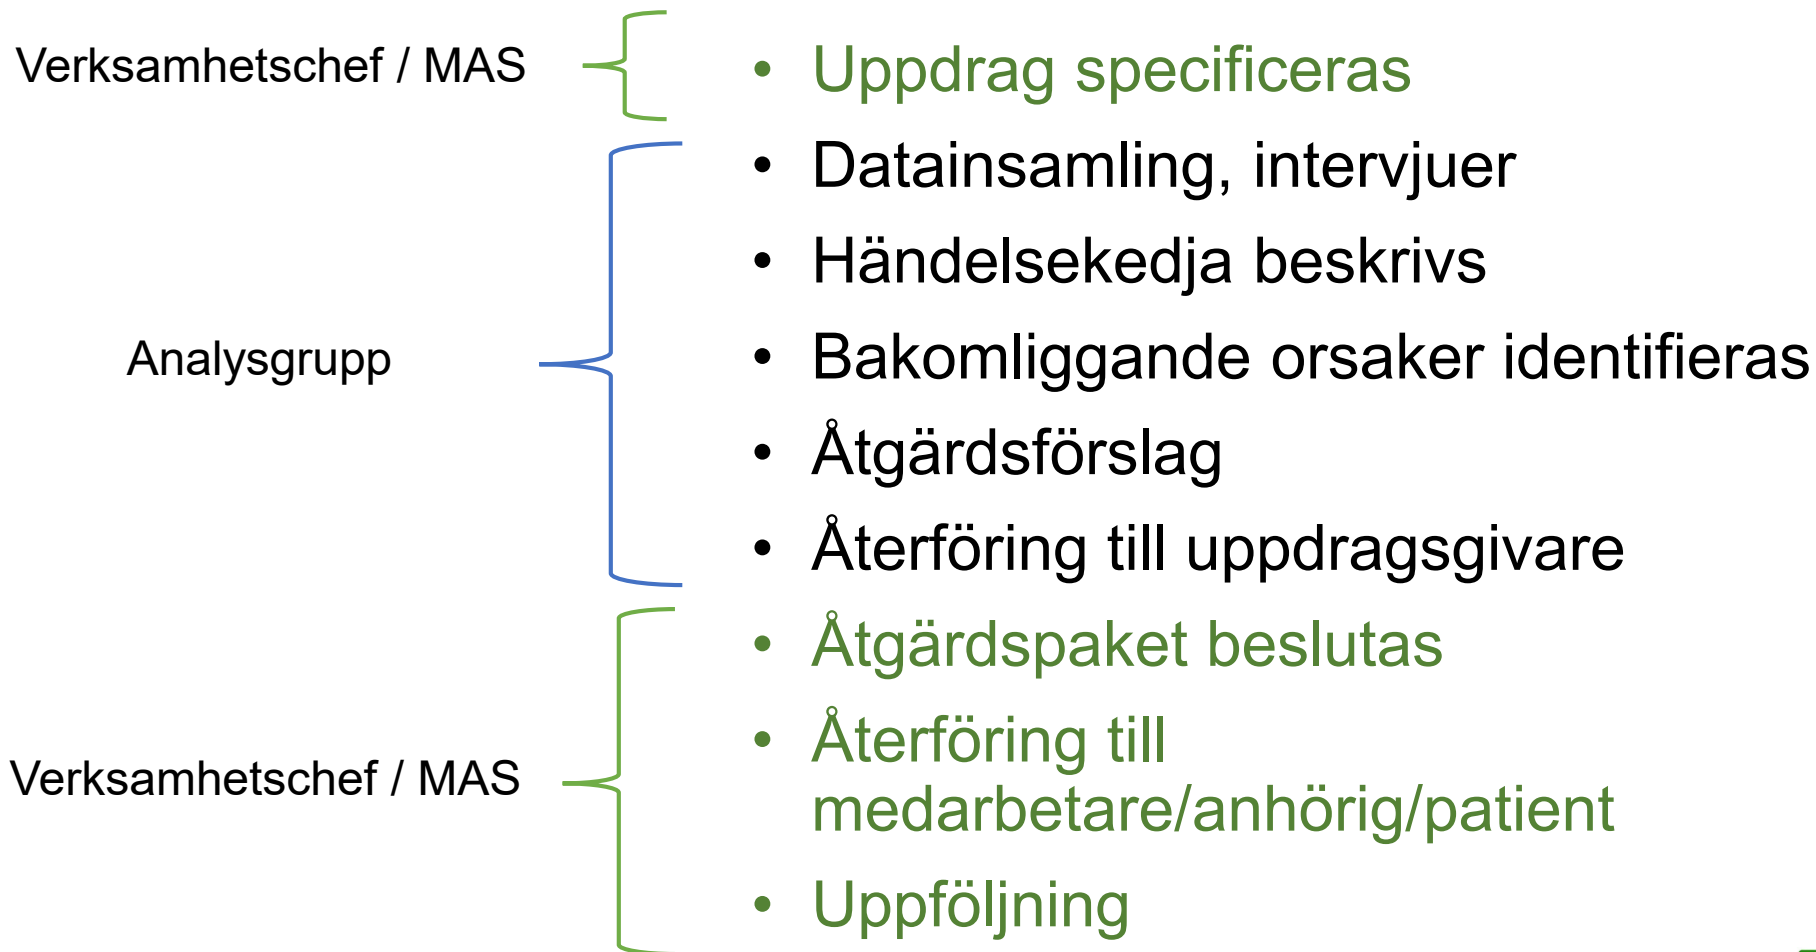 Verksamhetschef / MAS
• Uppdrag specificeras
Analysgrupp
• Datainsamling, intervjuer
• Händelsekedja beskrivs
• Bakomliggande orsaker identifieras
• Åtgärdsförslag
• Återföring till uppdragsgivare
Verksamhetschef / MAS
• Åtgärdspaket beslutas
• Återföring till
medarbetare/anhörig/patient
• Uppföljning